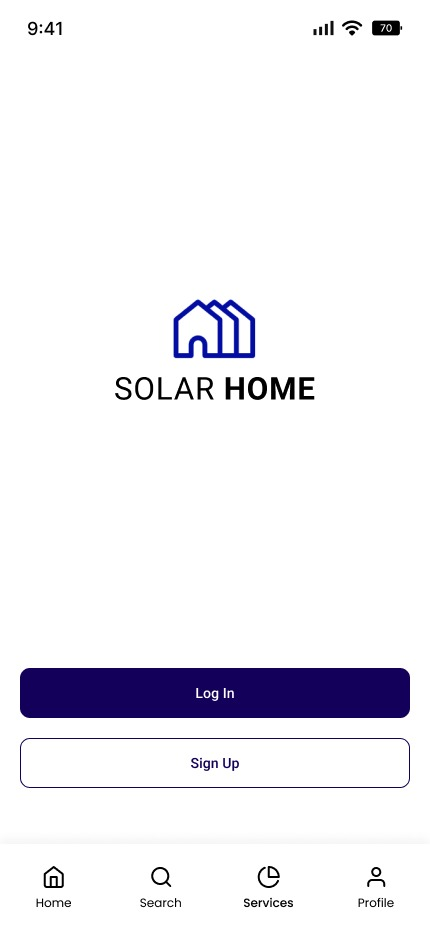 9:41
70
SOLAR HOME
Log In
Sign Up
Home Search Services Profile